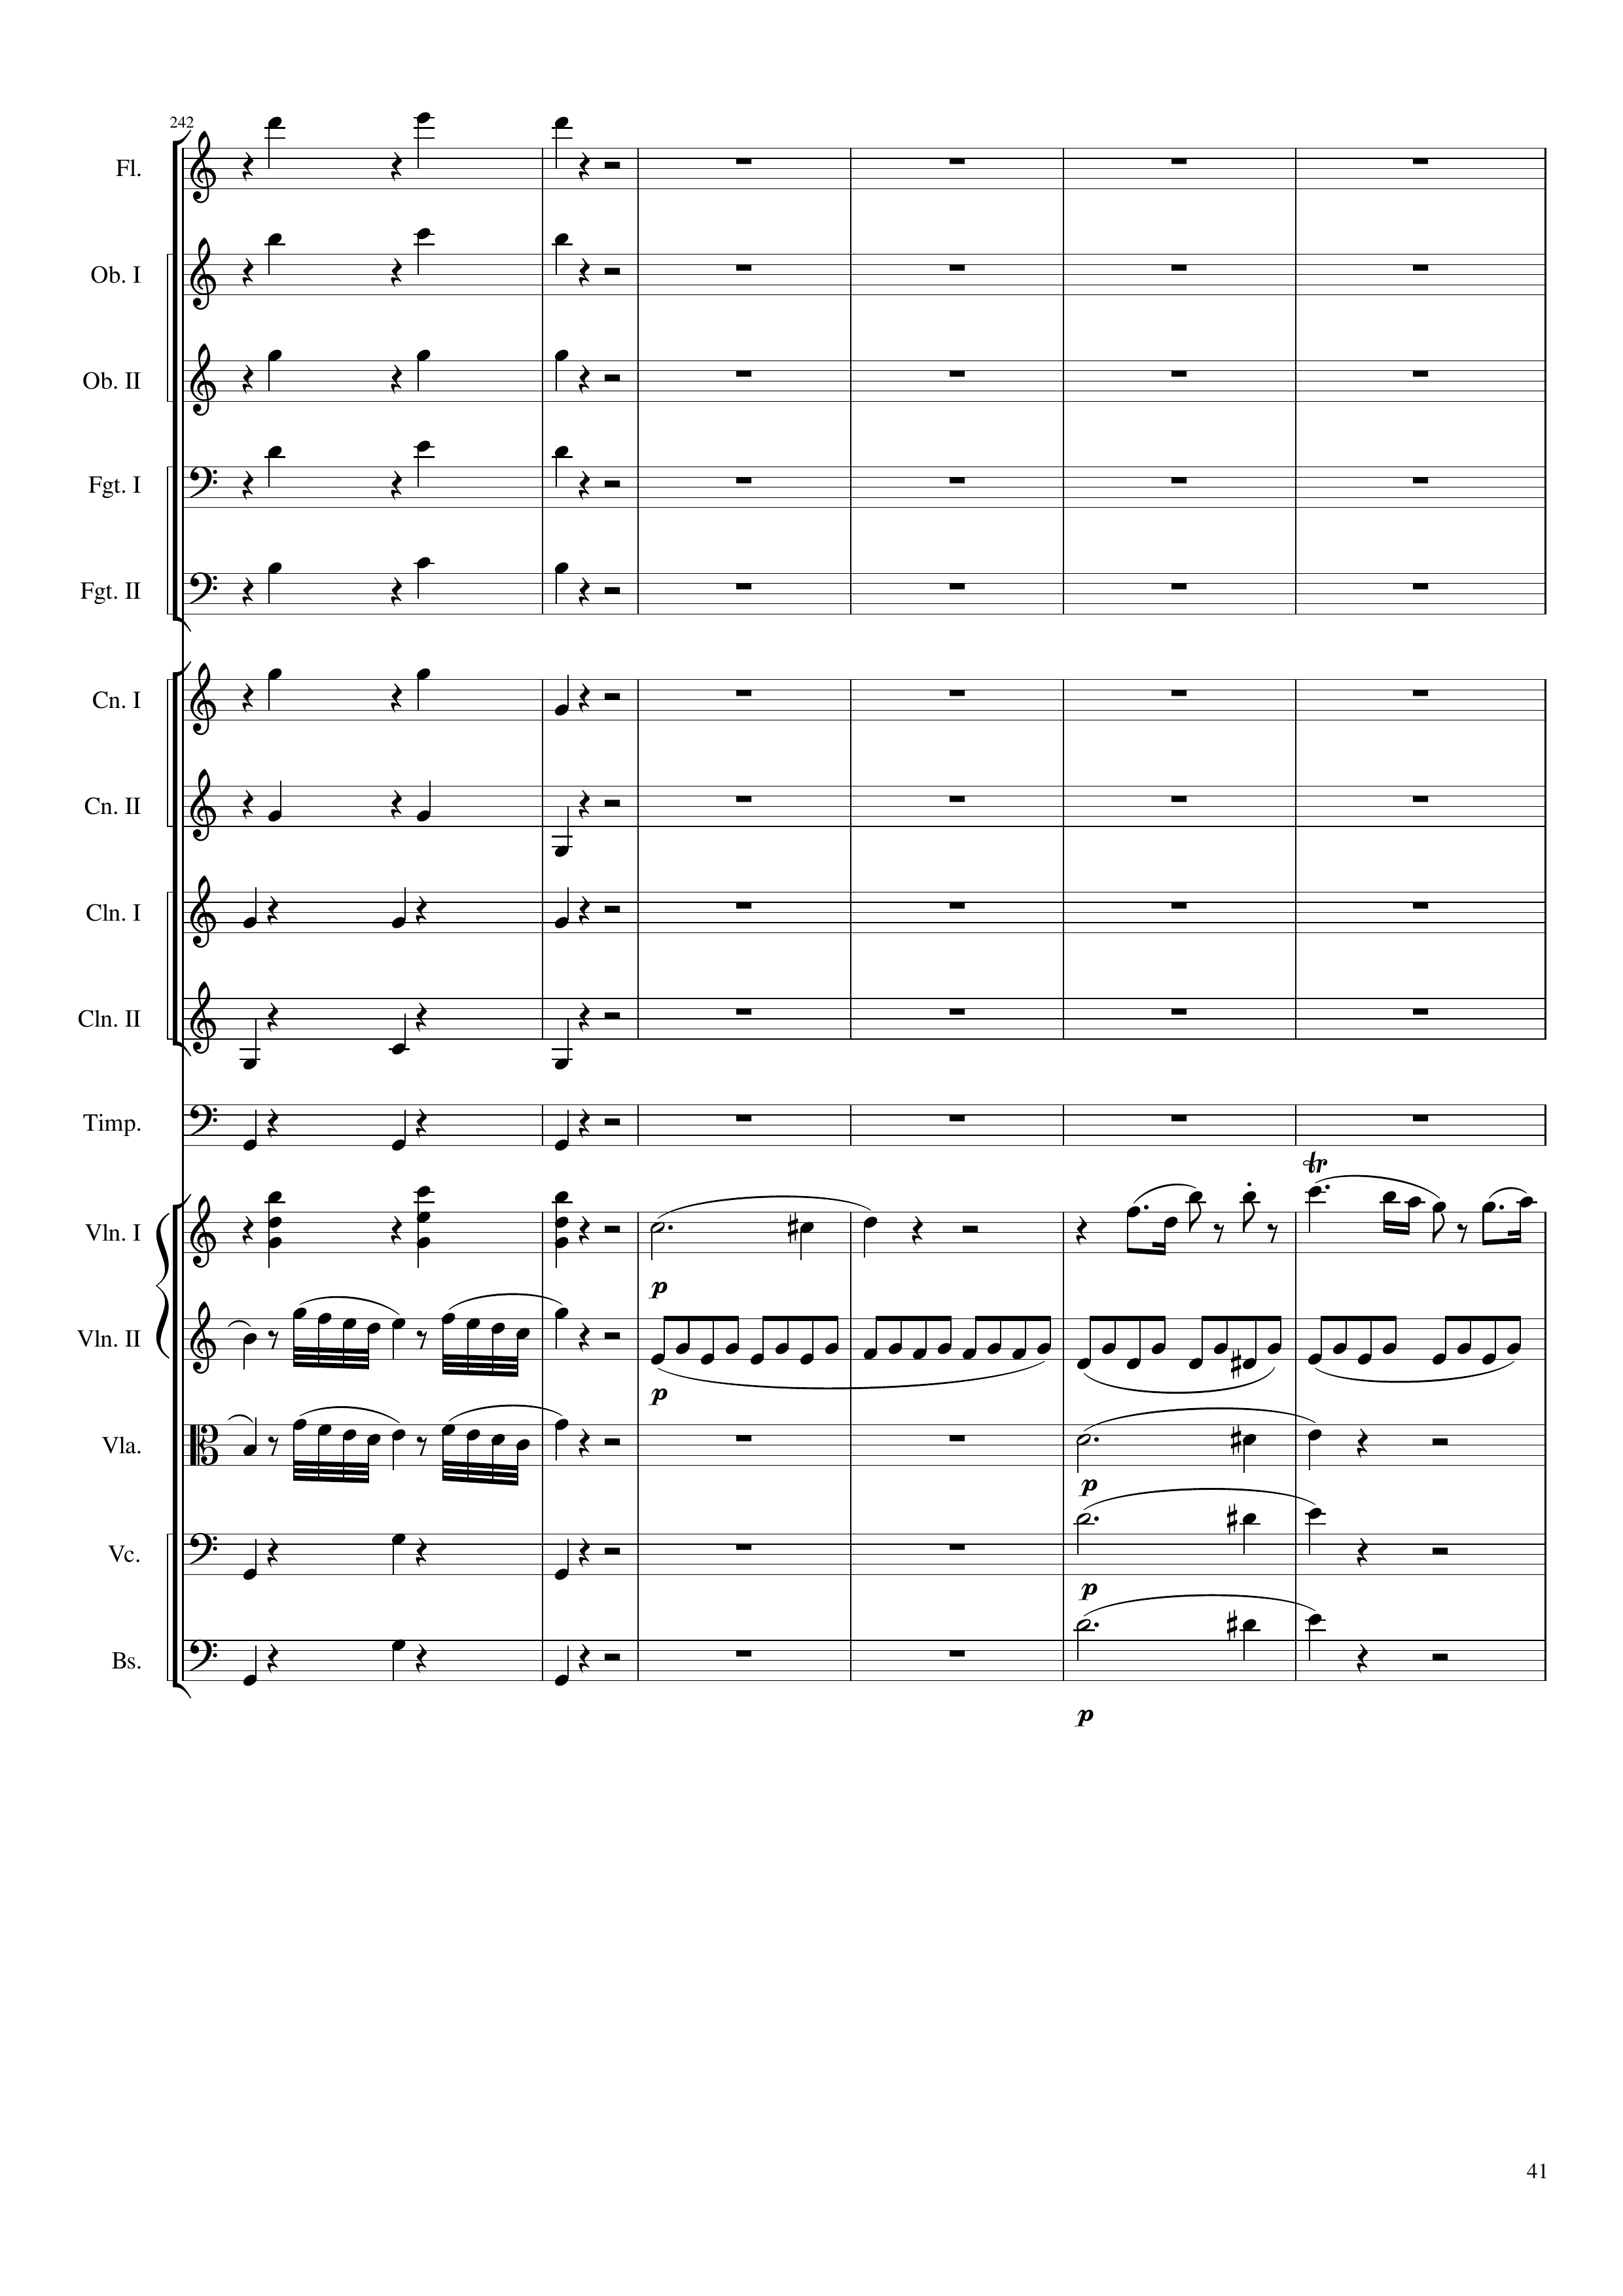 242
Fl.
Ob. I
Ob. II
Fgt. I
Fgt. II
Cn. I
Cn. II
Cln. I
Cln. II
Timp.
tr
Vln. I
p
Vln. II
p
Vla.
p
Vc.
p
Bs.
p
41